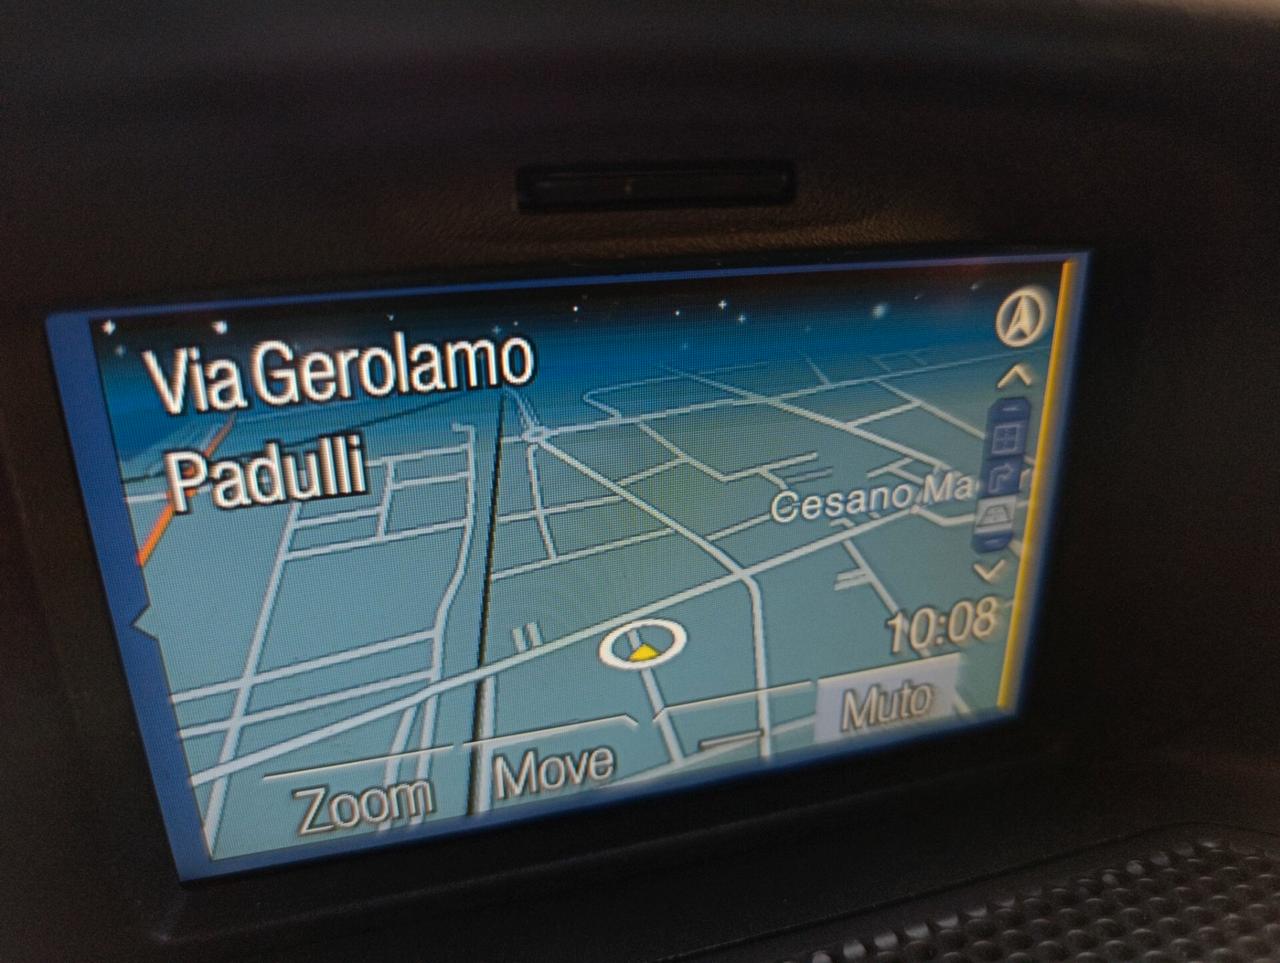 Via Gerolamo
Padulli
Cesano Ma
10:08
Muto
Move
Zoom